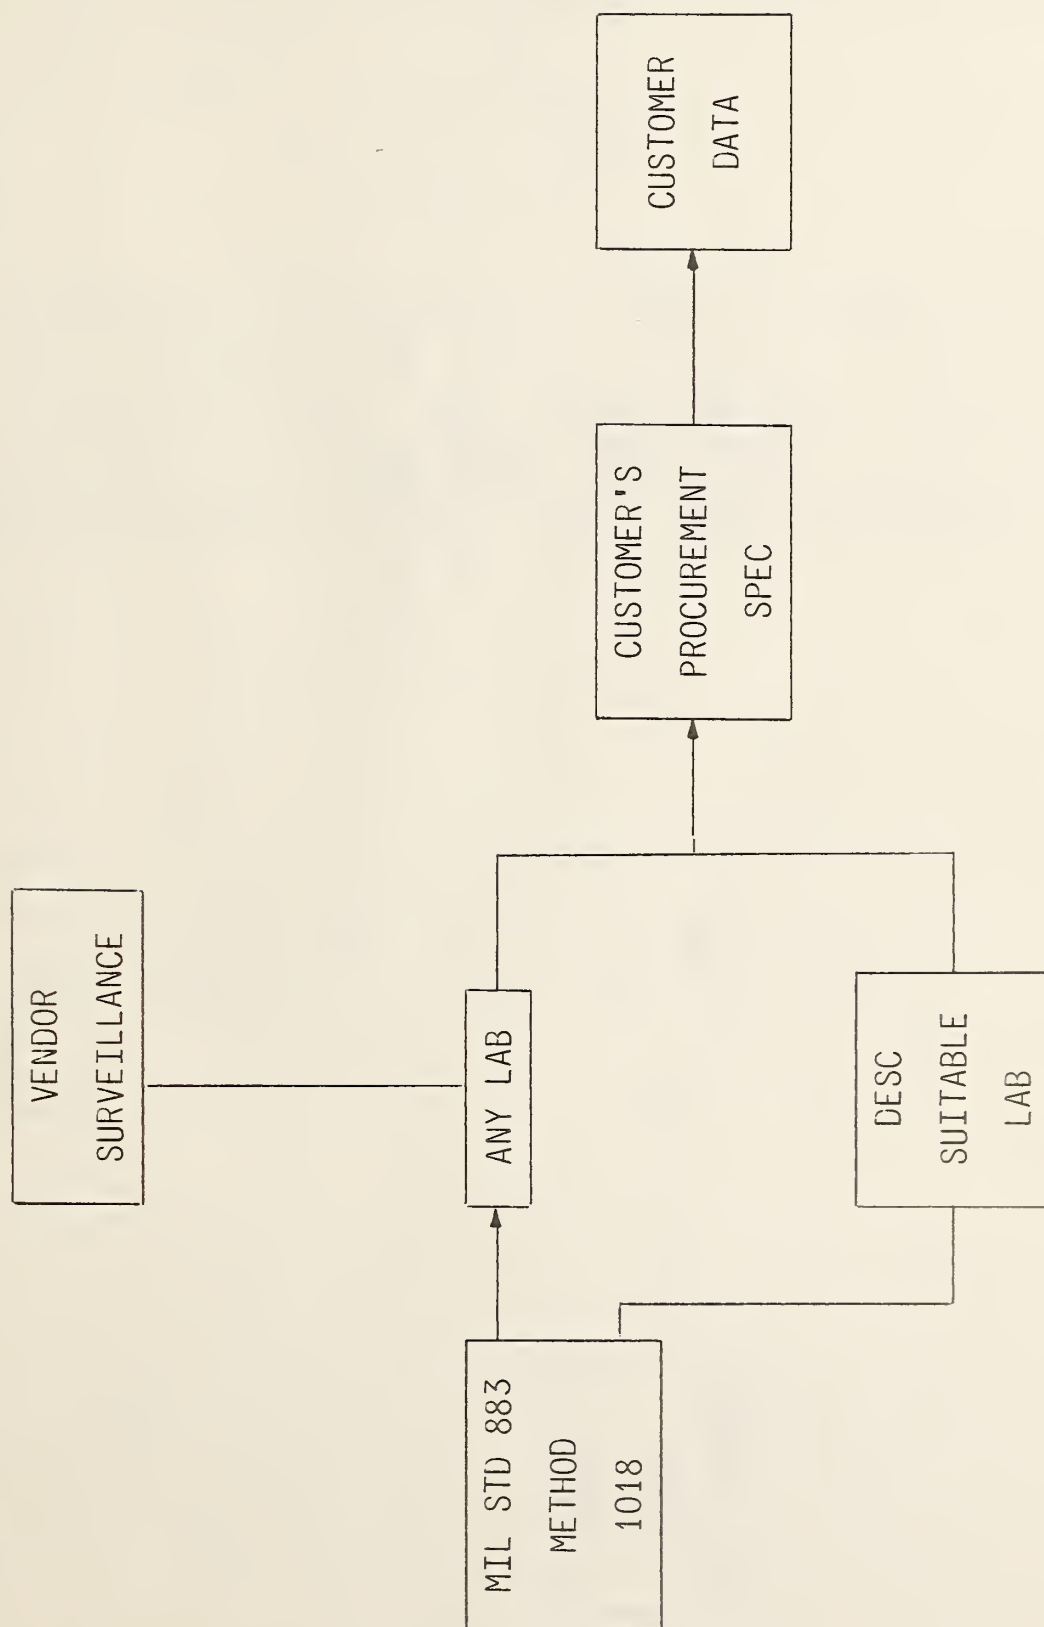 VENDOR
SURVEILLANCE
MIL STD 883
METHOD
1018
ANY LAB
DESC
SUITABLE
LAB
CUSTOMER'S
PROCUREMENT
SPEC
CUSTOMER
DATA